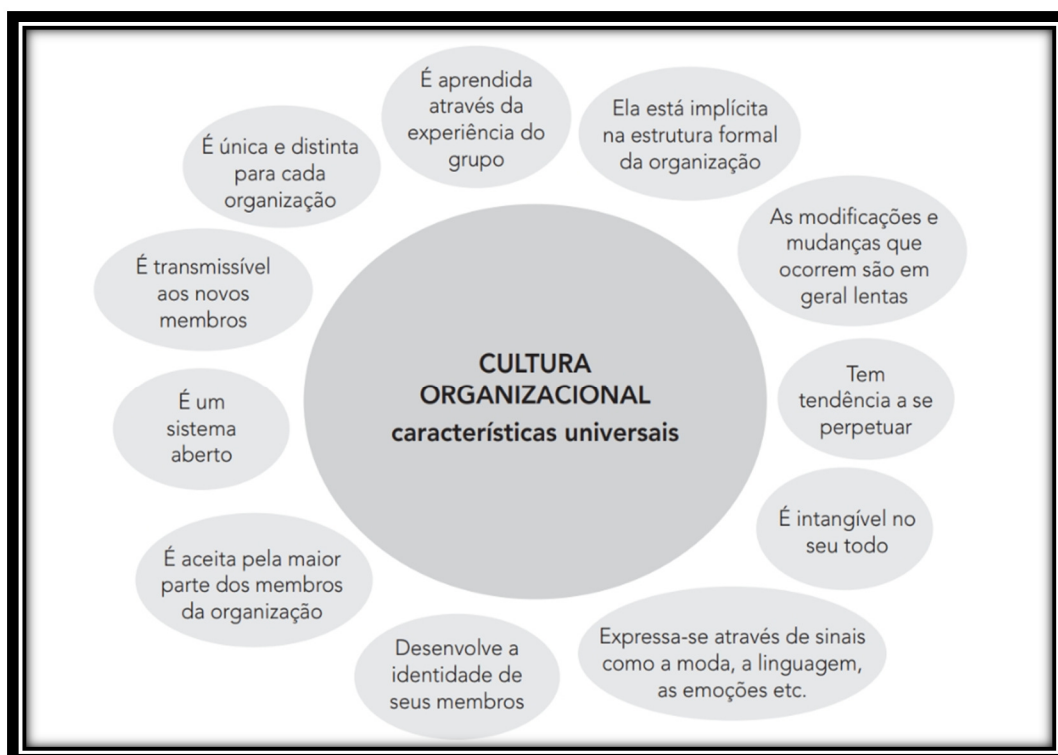 CULTURA
ORGANIZACIONAL
características universais
É aprendida
através da
experiência do
grupo
Ela está implícita
na estrutura formal
da organização
As modificações e
mudanças que
ocorrem são em
geral lentas
Tem
tendência a se
perpetuar
É intangível no
seu todo
Expressa-se através de sinais
como a moda, a linguagem,
as emoções etc.
Desenvolve a
identidade de
seus membros
É aceita pela maior
parte dos membros
da organização
É um
sistema
aberto
É transmissível
aos novos
membros
É única e distinta
para cada
organização